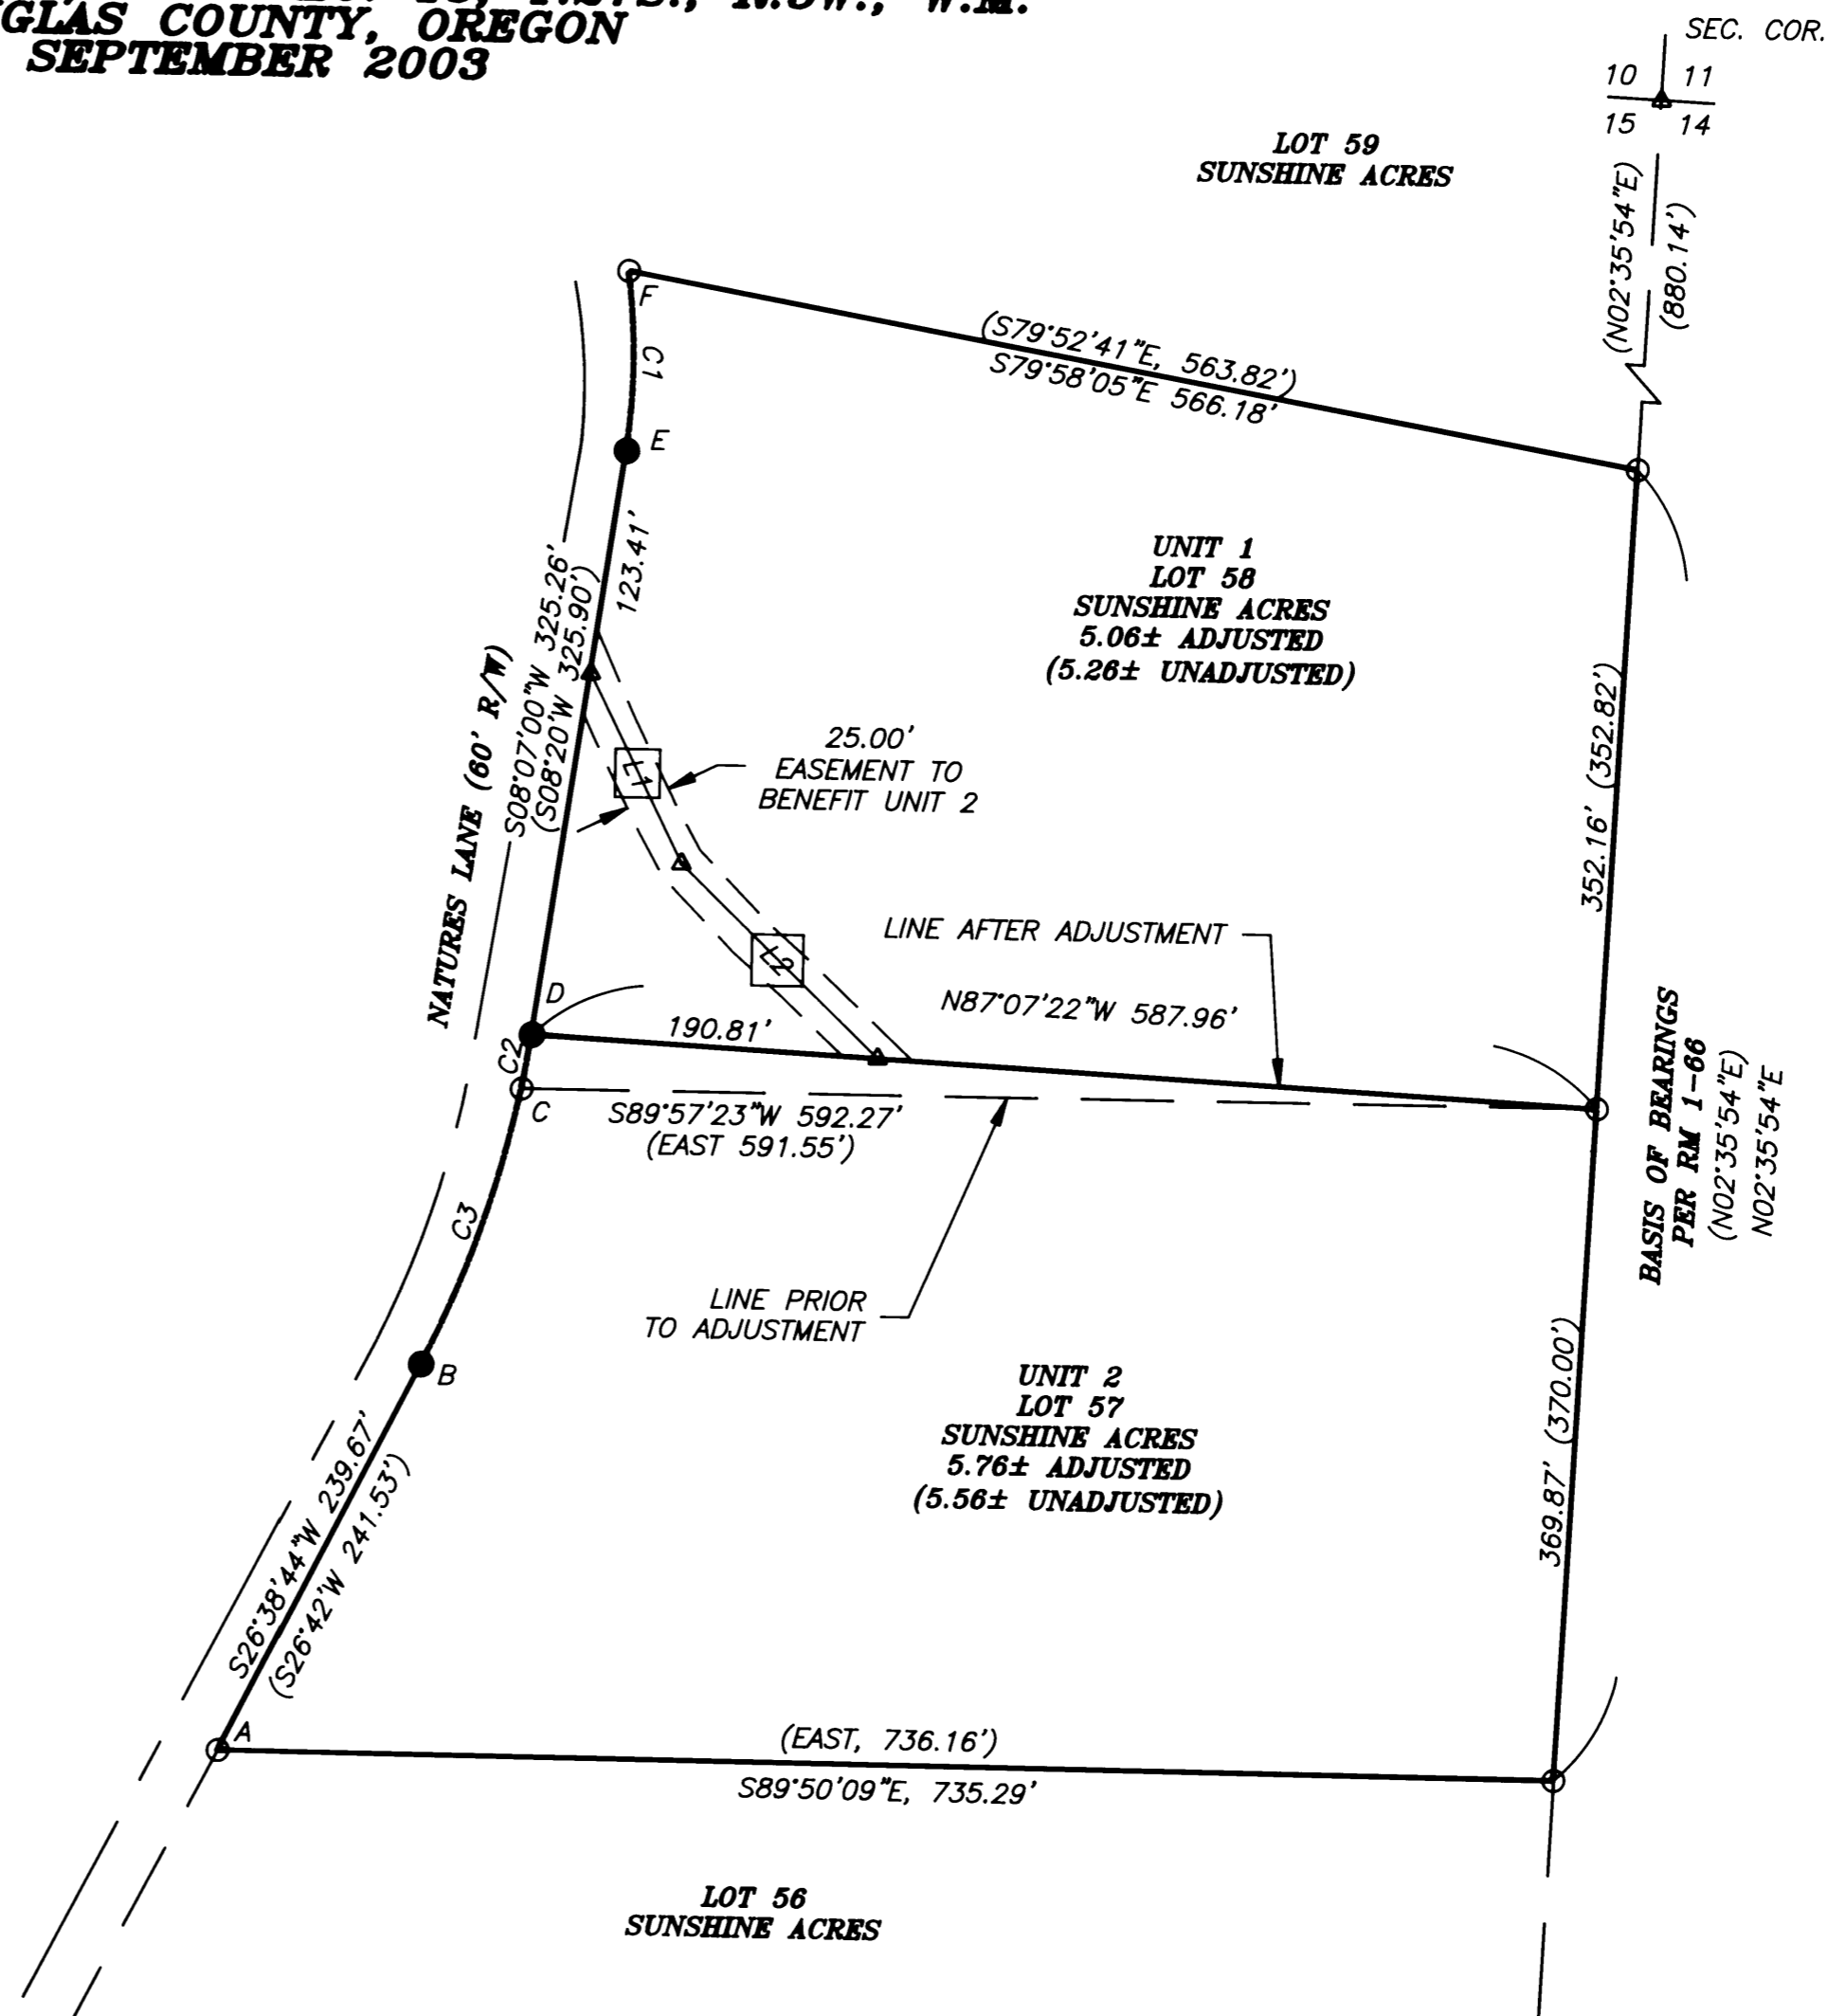 GLAS COUNTY, OREGON
SEPTEMBER 2003
SEC. COR.
10 11
15 14
LOT 59
SUNSHINE ACRES
(N02°35'54"E)
(880.14')
F
C1
E
(S79°52'41"E, 563.82')
S79°58'05"E 566.18'
123.41'
UNIT 1
LOT 58
SUNSHINE ACRES
5.06± ADJUSTED
(5.26± UNADJUSTED)
NATURES LANE (60' R/W)
S08°07'00"W 325.26'
(S08°20'W 325.90')
25.00'
EASEMENT TO
BENEFIT UNIT 2
L1
L2
352.16' (352.82')
LINE AFTER ADJUSTMENT
N87°07'22"W 587.96'
D
190.81'
C2
C
S89°57'23"W 592.27'
(EAST 591.55')
BASIS OF BEARINGS
PER RM 1-66
(N02°35'54"E)
N02°35'54"E
C3
LINE PRIOR
TO ADJUSTMENT
B
UNIT 2
LOT 57
SUNSHINE ACRES
5.76± ADJUSTED
(5.56± UNADJUSTED)
369.87' (370.00')
S26°38'44"W 239.67'
(S26°42'W 241.53')
A
(EAST, 736.16')
S89°50'09"E, 735.29'
LOT 56
SUNSHINE ACRES